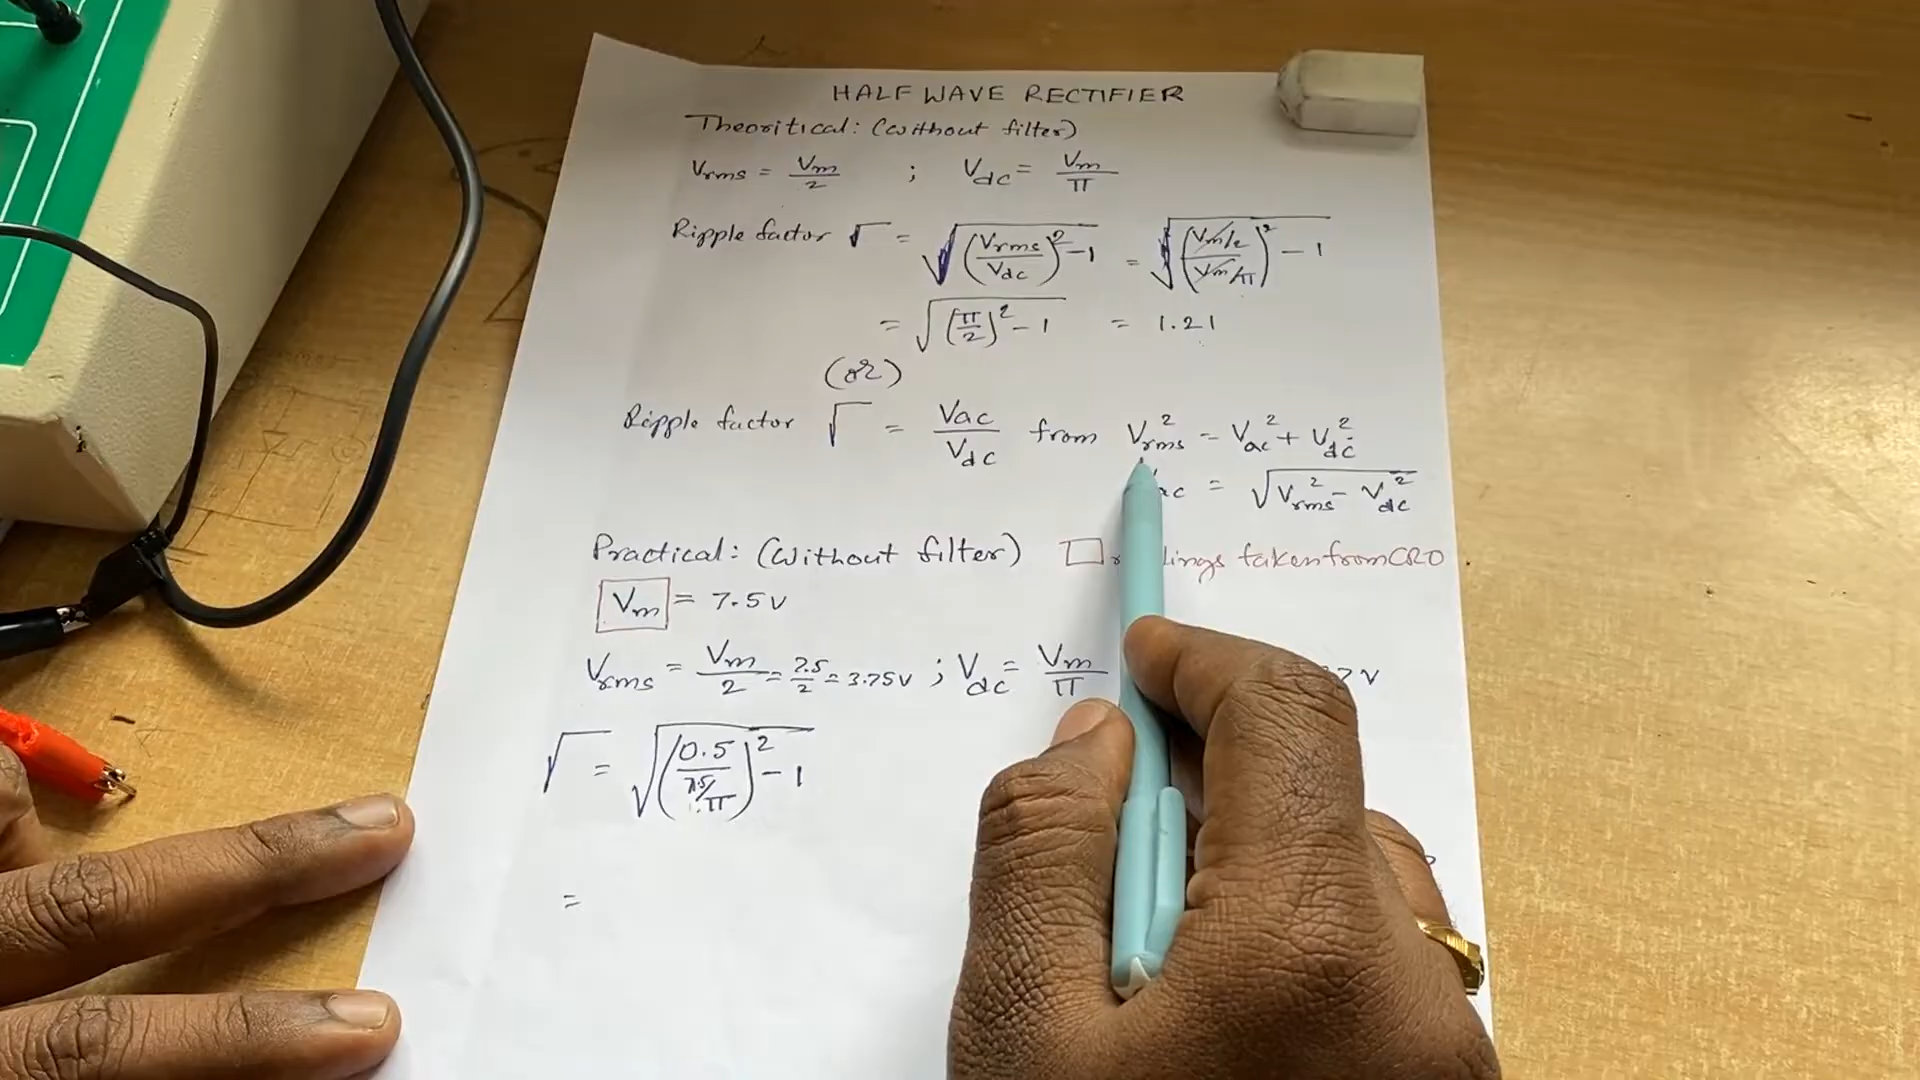 HALF WAVE RECTIFIER
Theoritical: (without filter)
Vrms = Vm/2 ; Vdc = Vm/π
Ripple factor Γ = √((Vrms/Vdc)² - 1) = √(((Vm/2)/(Vm/π))² - 1)
= √((π/2)² - 1) = 1.21
(or)
Ripple factor Γ = Vac/Vdc from Vrms² = Vac² + Vdc²
ac = √(Vrms² - Vdc²)
Practical: (Without filter) □ taken from CRO
Vm = 7.5V
Vrms = Vm/2 = 7.5/2 = 3.75V ; Vdc = Vm/π 7V
Γ = √((0.5/(7.5/π))² - 1)
=